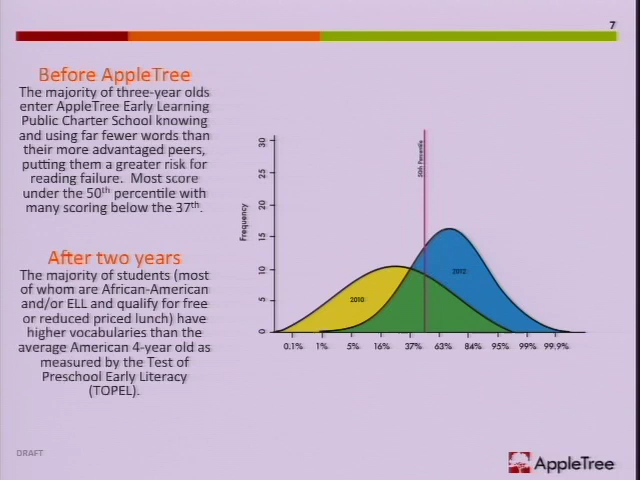 7
Before AppleTree
The majority of three-year olds
enter AppleTree Early Learning
Public Charter School knowing
and using far fewer words than
their more advantaged peers,
putting them a greater risk for
reading failure. Most score
under the 50th percentile with
many scoring below the 37th.
After two years
The majority of students (most
of whom are African-American
and/or ELL and qualify for free
or reduced priced lunch) have
higher vocabularies than the
average American 4-year old as
measured by the Test of
Preschool Early Literacy
(TOPEL).
Frequency
30
25
20
15
10
5
0
50th Percentile
2010
2012
0.1% 1% 5% 16% 37% 63% 84% 95% 99% 99.9%
DRAFT
AppleTree